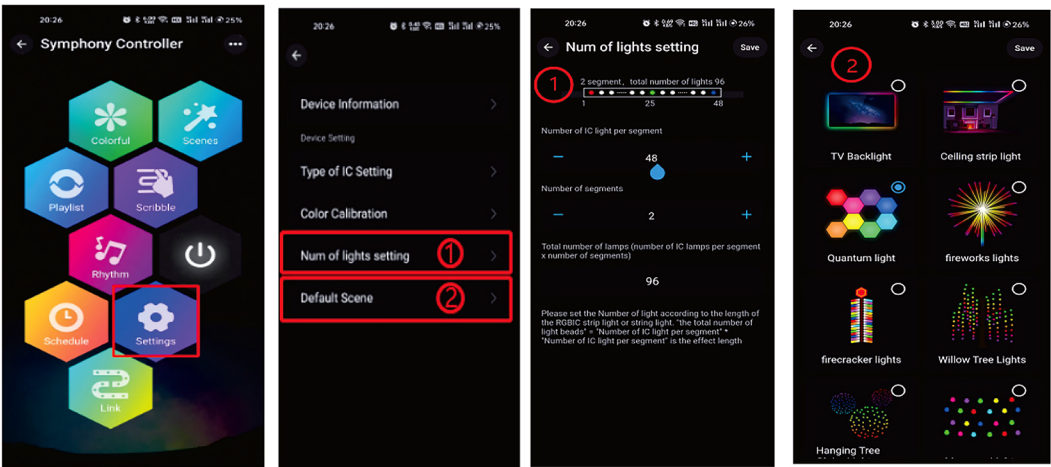 20:26
25%
Symphony Controller
Colorful
Scenes
Playlist
Scribble
Rhythm
Schedule
Settings
Link
20:26
25%
Device Information
Device Setting
Type of IC Setting
Color Calibration
Num of lights setting
1
Default Scene
2
20:26
26%
Num of lights setting
Save
1
2 segment, total number of lights 96
1 25 48
Number of IC light per segment
− 48 +
Number of segments
− 2 +
Total number of lamps (number of IC lamps per segment
x number of segments)
96
Please set the Number of light according to the length of
the RGBIC strip light or string light. "the total number of
light beads" = "Number of IC light per segment" *
"Number of IC light per segment" is the effect length
20:26
26%
Save
2
TV Backlight
Ceiling strip light
Quantum light
fireworks lights
firecracker lights
Willow Tree Lights
Hanging Tree